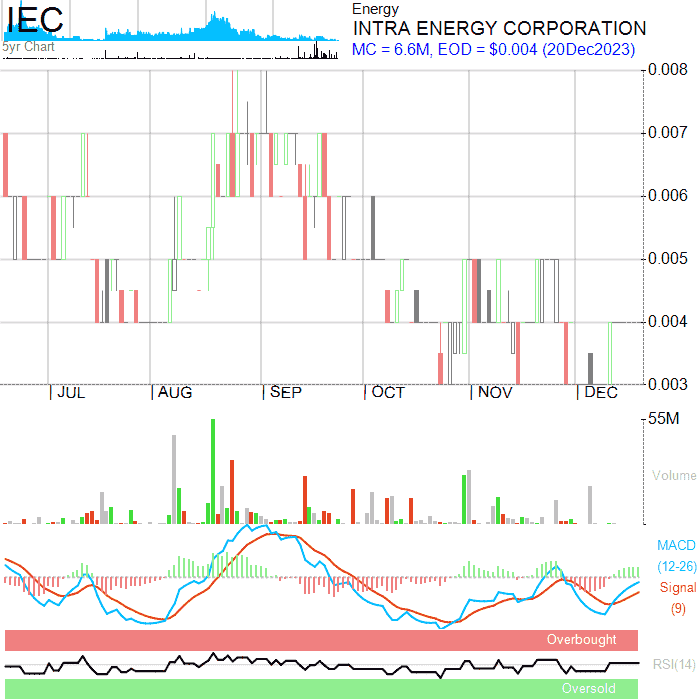 IEC
5yr Chart
Energy
INTRA ENERGY CORPORATION
MC = 6.6M, EOD = $0.004 (20Dec2023)
0.008
0.007
0.006
0.005
0.004
0.003
JUL AUG SEP OCT NOV DEC
55M
Volume
MACD
(12-26)
Signal
(9)
Overbought
RSI(14)
Oversold